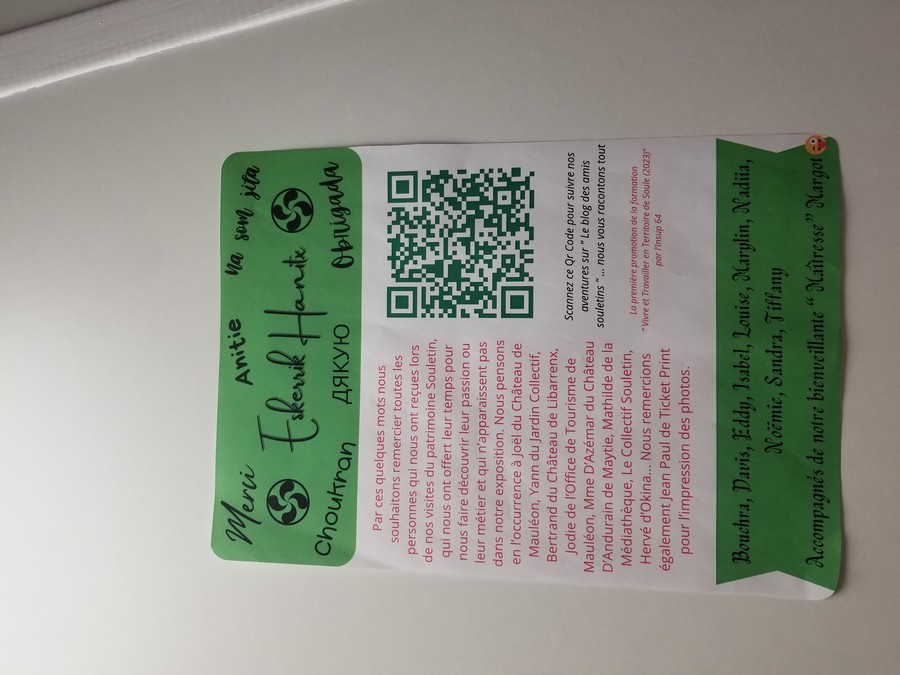 Merci Anitie na som jita
Eskerrik Hanitx
Choukran ДЯКУЮ Obrigada
Par ces quelques mots nous
souhaitons remercier toutes les
personnes qui nous ont reçues lors
de nos visites du patrimoine Souletin,
qui nous ont offert leur temps pour
nous faire découvrir leur passion ou
leur métier et qui n'apparaissent pas
dans notre exposition. Nous pensons
en l'occurrence à Joël du Château de
Mauléon, Yann du Jardin Collectif,
Bertrand du Château de Libarrenx,
Jodie de l'Office de Tourisme de
Mauléon, Mme D'Azémar du Château
D'Andurain de Maytie, Mathilde de la
Médiathèque, Le Collectif Souletin,
Hervé d'Okina... Nous remercions
également Jean Paul de Ticket Print
pour l'impression des photos.
Scannez ce Qr Code pour suivre nos
aventures sur " Le blog des amis
souletins " ... nous vous racontons tout
La première promotion de la formation
" Vivre et Travailler en Territoire de Soule (2023)"
par l'Insup 64
Bouchra, Davis, Eddy, Isabel, Louise, Marylin, Nadiia,
Noëmie, Sandra, Tiffany
Accompagnés de notre bienveillante " Maîtresse" Margot